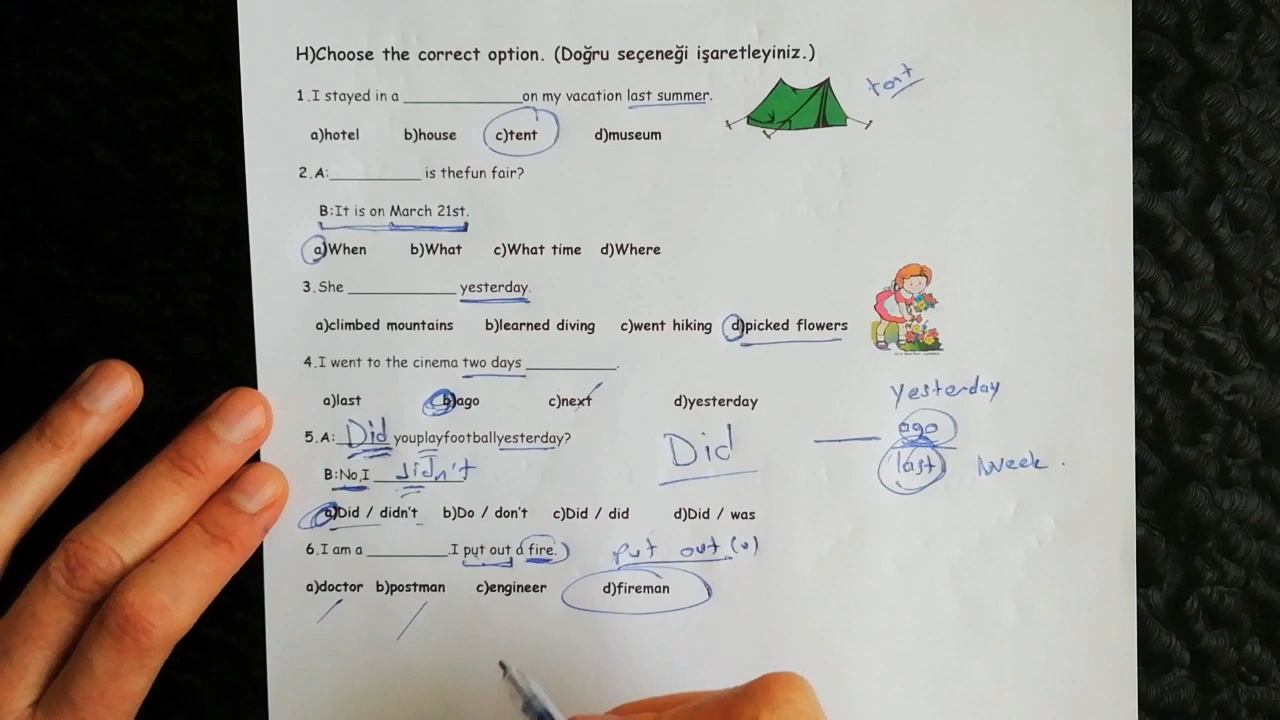 H)Choose the correct option. (Doğru seçeneği işaretleyiniz.)
1.I stayed in a ____________on my vacation last summer.
tent
a)hotel b)house c)tent d)museum
2.A:__________ is thefun fair?
B:It is on March 21st.
a)When b)What c)What time d)Where
3.She ____________ yesterday.
a)climbed mountains b)learned diving c)went hiking d)picked flowers
4.I went to the cinema two days __________.
a)last b)ago c)next d)yesterday
yesterday
ago
last week.
5.A: Did youplayfootballyesterday?
Did
B:No,I didn't
a)Did / didn't b)Do / don't c)Did / did d)Did / was
6.I am a _________.I put out a fire.
put out (v)
a)doctor b)postman c)engineer d)fireman